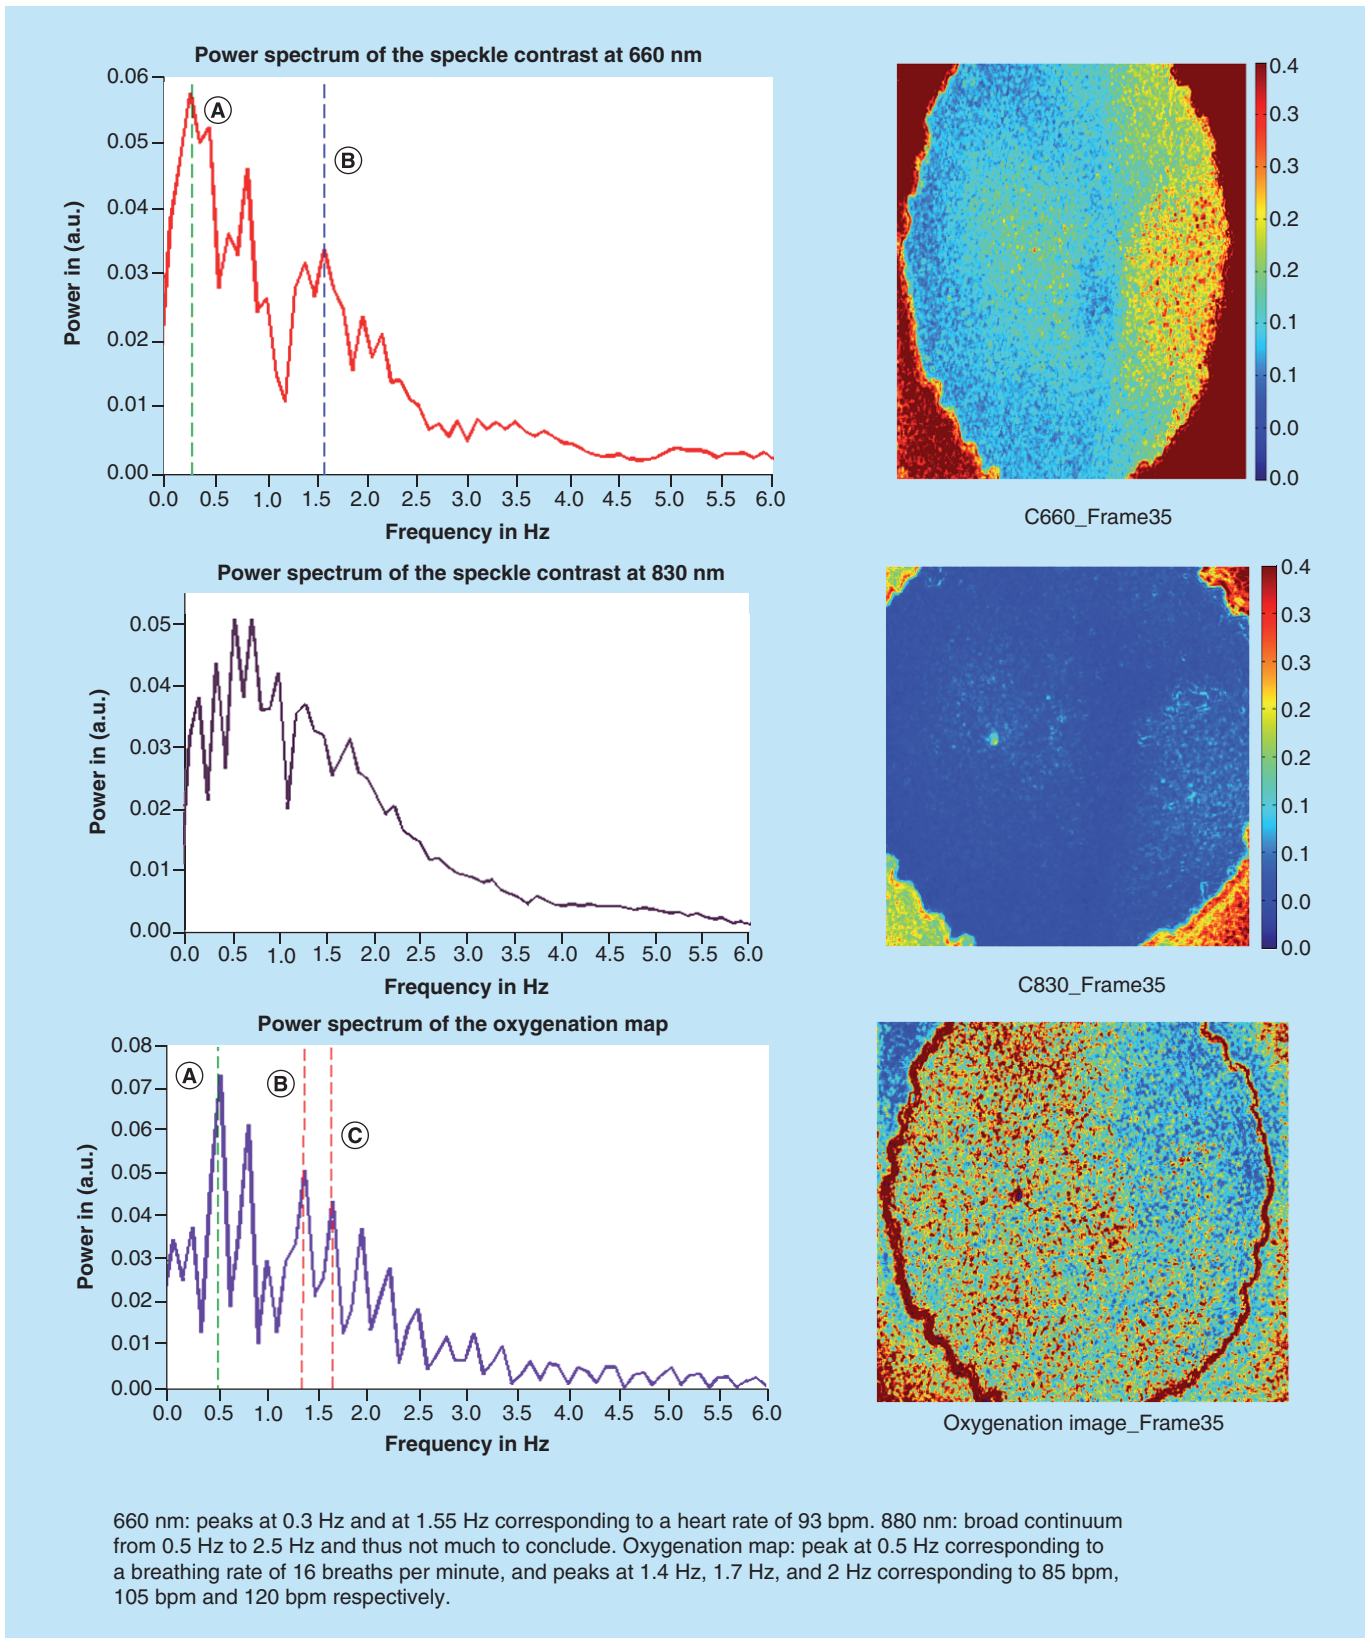 Power spectrum of the speckle contrast at 660 nm
0.06
0.05
0.04
0.03
0.02
0.01
0.00
Power in (a.u.)
A
B
0.0 0.5 1.0 1.5 2.0 2.5 3.0 3.5 4.0 4.5 5.0 5.5 6.0
Frequency in Hz
0.4
0.3
0.3
0.2
0.2
0.1
0.1
0.0
0.0
C660_Frame35
Power spectrum of the speckle contrast at 830 nm
0.05
0.04
0.03
0.02
0.01
0.00
Power in (a.u.)
0.0 0.5 1.0 1.5 2.0 2.5 3.0 3.5 4.0 4.5 5.0 5.5 6.0
Frequency in Hz
0.4
0.3
0.3
0.2
0.2
0.1
0.1
0.0
0.0
C830_Frame35
Power spectrum of the oxygenation map
0.08
0.07
0.06
0.05
0.04
0.03
0.02
0.01
0.00
Power in (a.u.)
A
B
C
0.0 0.5 1.0 1.5 2.0 2.5 3.0 3.5 4.0 4.5 5.0 5.5 6.0
Frequency in Hz
Oxygenation image_Frame35
660 nm: peaks at 0.3 Hz and at 1.55 Hz corresponding to a heart rate of 93 bpm. 880 nm: broad continuum
from 0.5 Hz to 2.5 Hz and thus not much to conclude. Oxygenation map: peak at 0.5 Hz corresponding to
a breathing rate of 16 breaths per minute, and peaks at 1.4 Hz, 1.7 Hz, and 2 Hz corresponding to 85 bpm,
105 bpm and 120 bpm respectively.